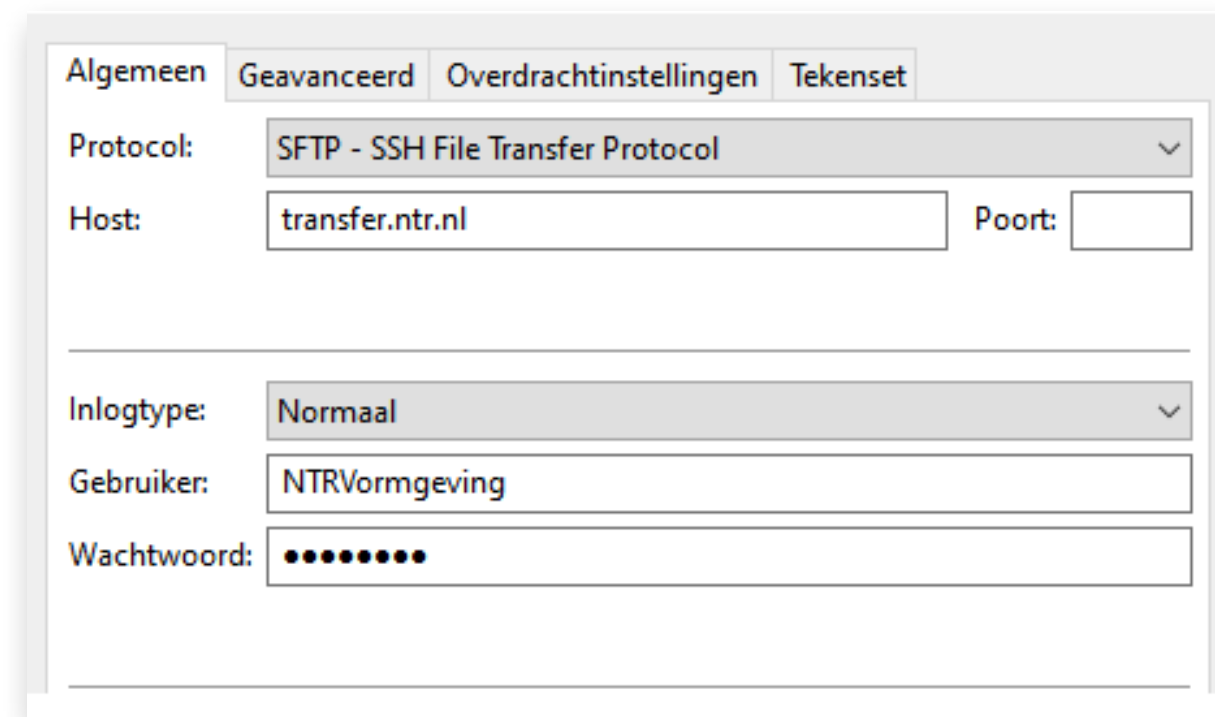 Algemeen Geavanceerd Overdrachtinstellingen Tekenset
Protocol: SFTP - SSH File Transfer Protocol
Host: transfer.ntr.nl Poort:
Inlogtype: Normaal
Gebruiker: NTRVormgeving
Wachtwoord: ●●●●●●●●